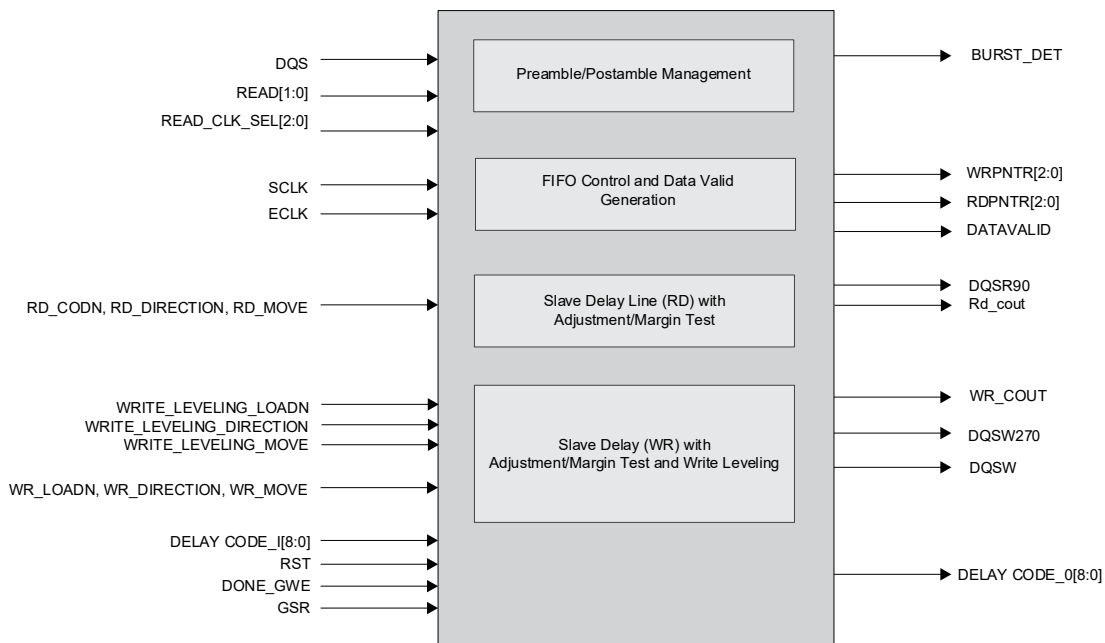 DQS
READ[1:0]
READ_CLK_SEL[2:0]
SCLK
ECLK
RD_CODN, RD_DIRECTION, RD_MOVE
WRITE_LEVELING_LOADN
WRITE_LEVELING_DIRECTION
WRITE_LEVELING_MOVE
WR_LOADN, WR_DIRECTION, WR_MOVE
DELAY CODE_I[8:0]
RST
DONE_GWE
GSR
Preamble/Postamble Management
FIFO Control and Data Valid
Generation
Slave Delay Line (RD) with
Adjustment/Margin Test
Slave Delay (WR) with
Adjustment/Margin Test and Write Leveling
BURST_DET
WRPNTR[2:0]
RDPNTR[2:0]
DATAVALID
DQSR90
Rd_cout
WR_COUT
DQSW270
DQSW
DELAY CODE_0[8:0]